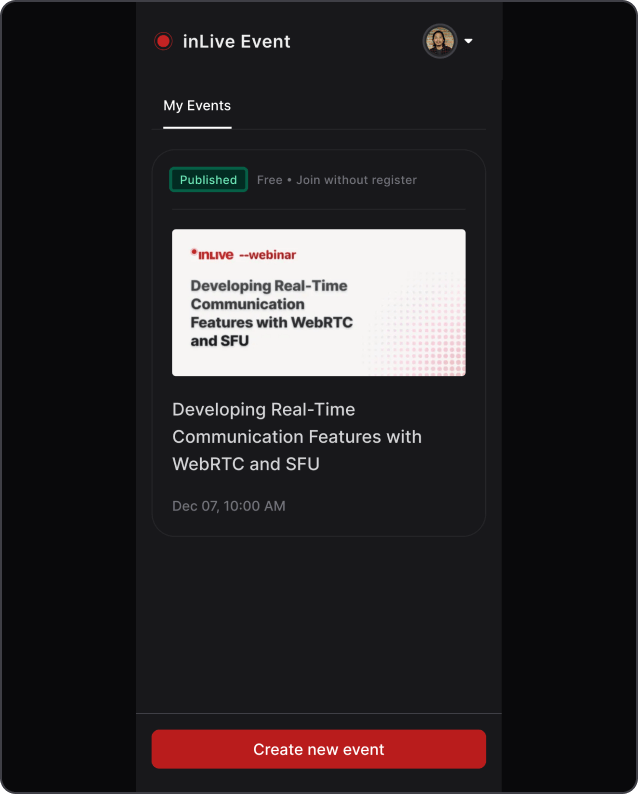 inLive Event
My Events
Published Free • Join without register
inLive --webinar
Developing Real-Time
Communication
Features with WebRTC
and SFU
Developing Real-Time
Communication Features with
WebRTC and SFU
Dec 07, 10:00 AM
Create new event